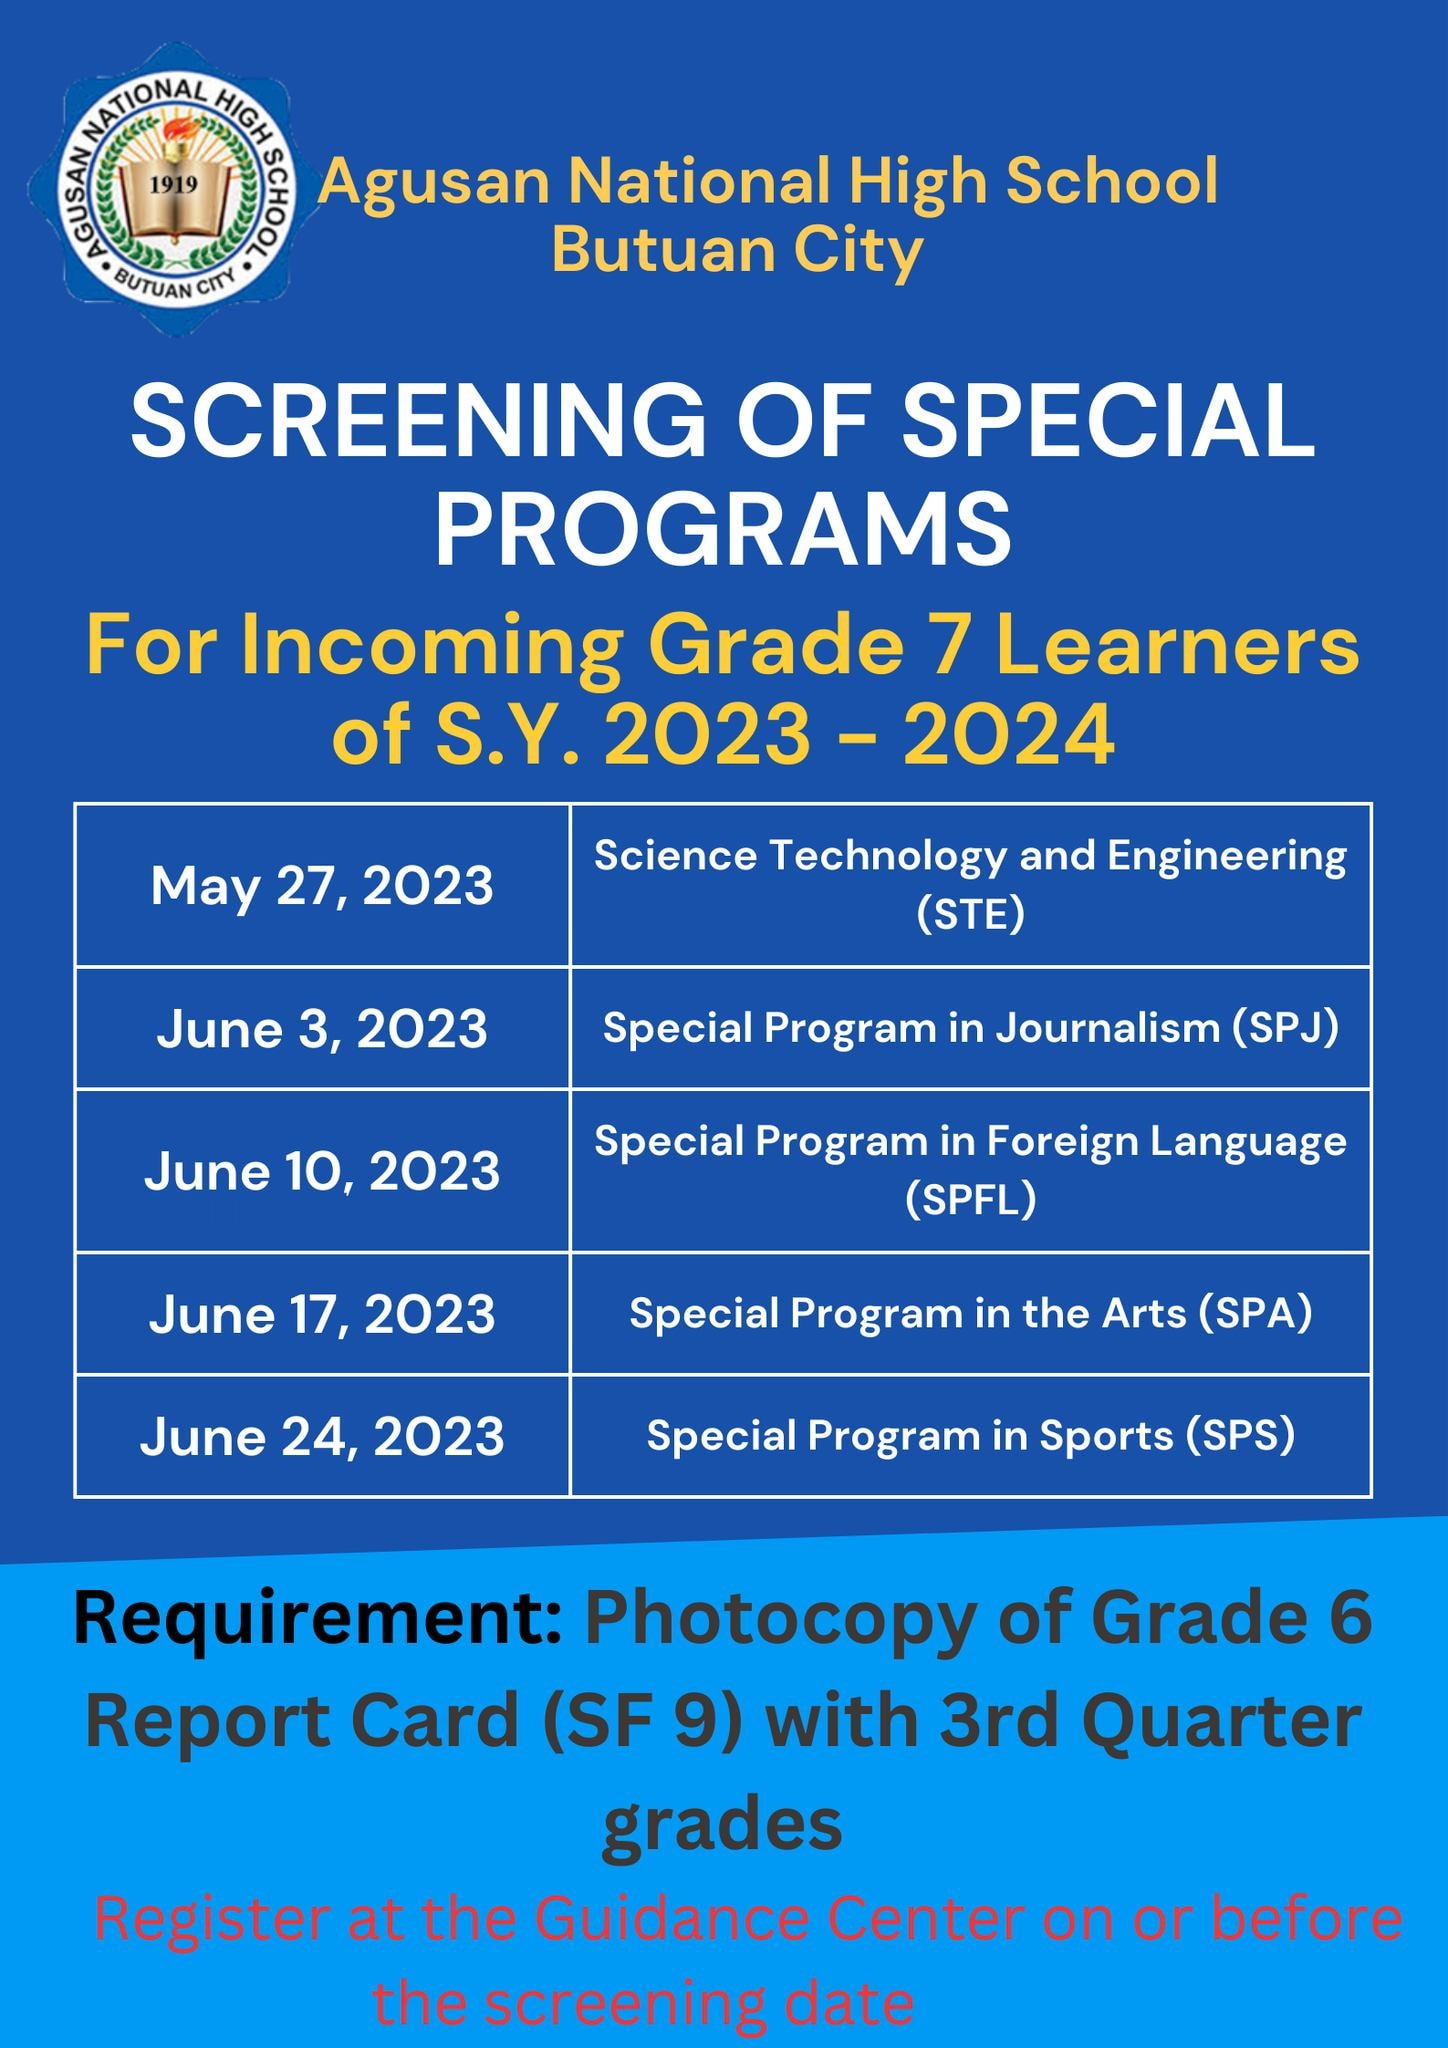 AGUSAN NATIONAL HIGH SCHOOL
1919
• BUTUAN CITY •
Agusan National High School
Butuan City
SCREENING OF SPECIAL
PROGRAMS
For Incoming Grade 7 Learners
of S.Y. 2023 - 2024
May 27, 2023
Science Technology and Engineering
(STE)
June 3, 2023
Special Program in Journalism (SPJ)
June 10, 2023
Special Program in Foreign Language
(SPFL)
June 17, 2023
Special Program in the Arts (SPA)
June 24, 2023
Special Program in Sports (SPS)
Requirement: Photocopy of Grade 6
Report Card (SF 9) with 3rd Quarter
grades
Register at the Guidance Center on or before
the screening date